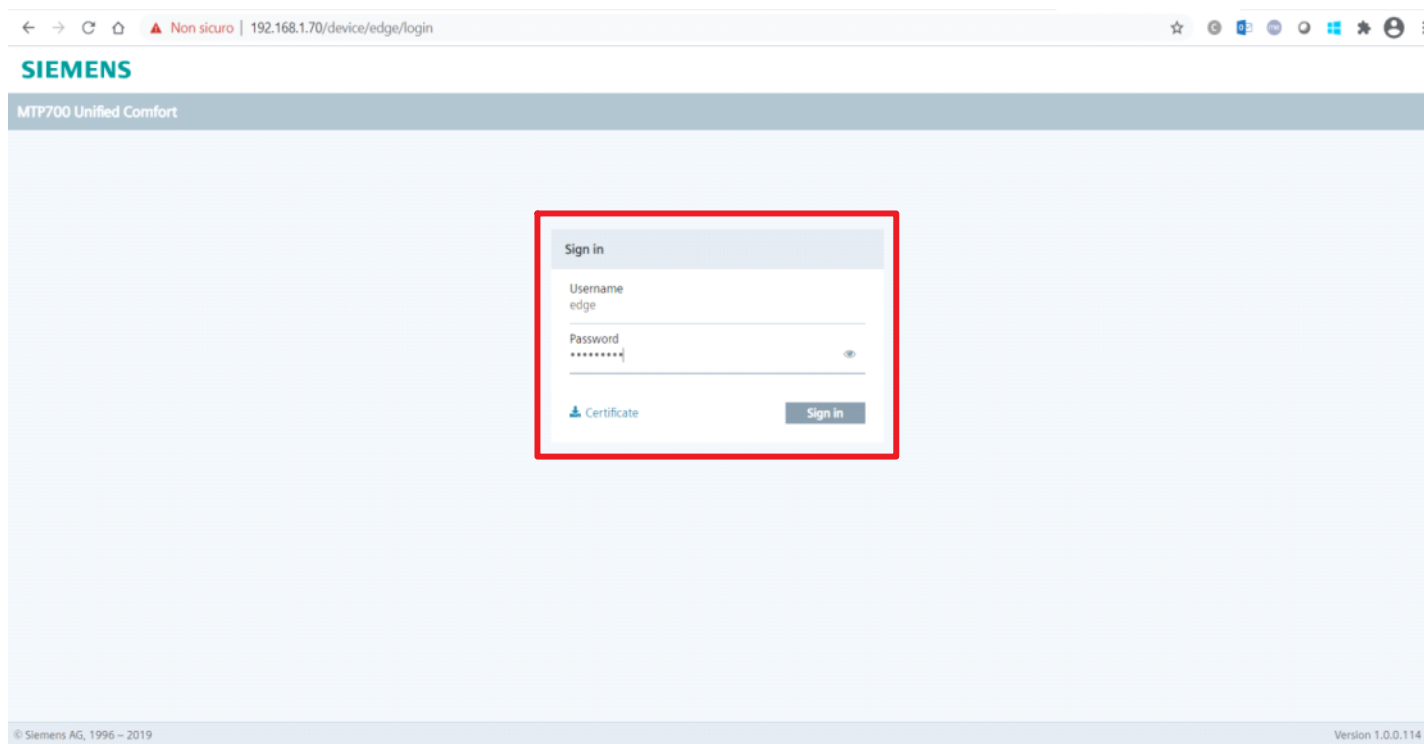 Non sicuro | 192.168.1.70/device/edge/login
SIEMENS
MTP700 Unified Comfort
Sign in
Username
edge
Password
•••••••••
Certificate
Sign in
© Siemens AG, 1996 – 2019
Version 1.0.0.114